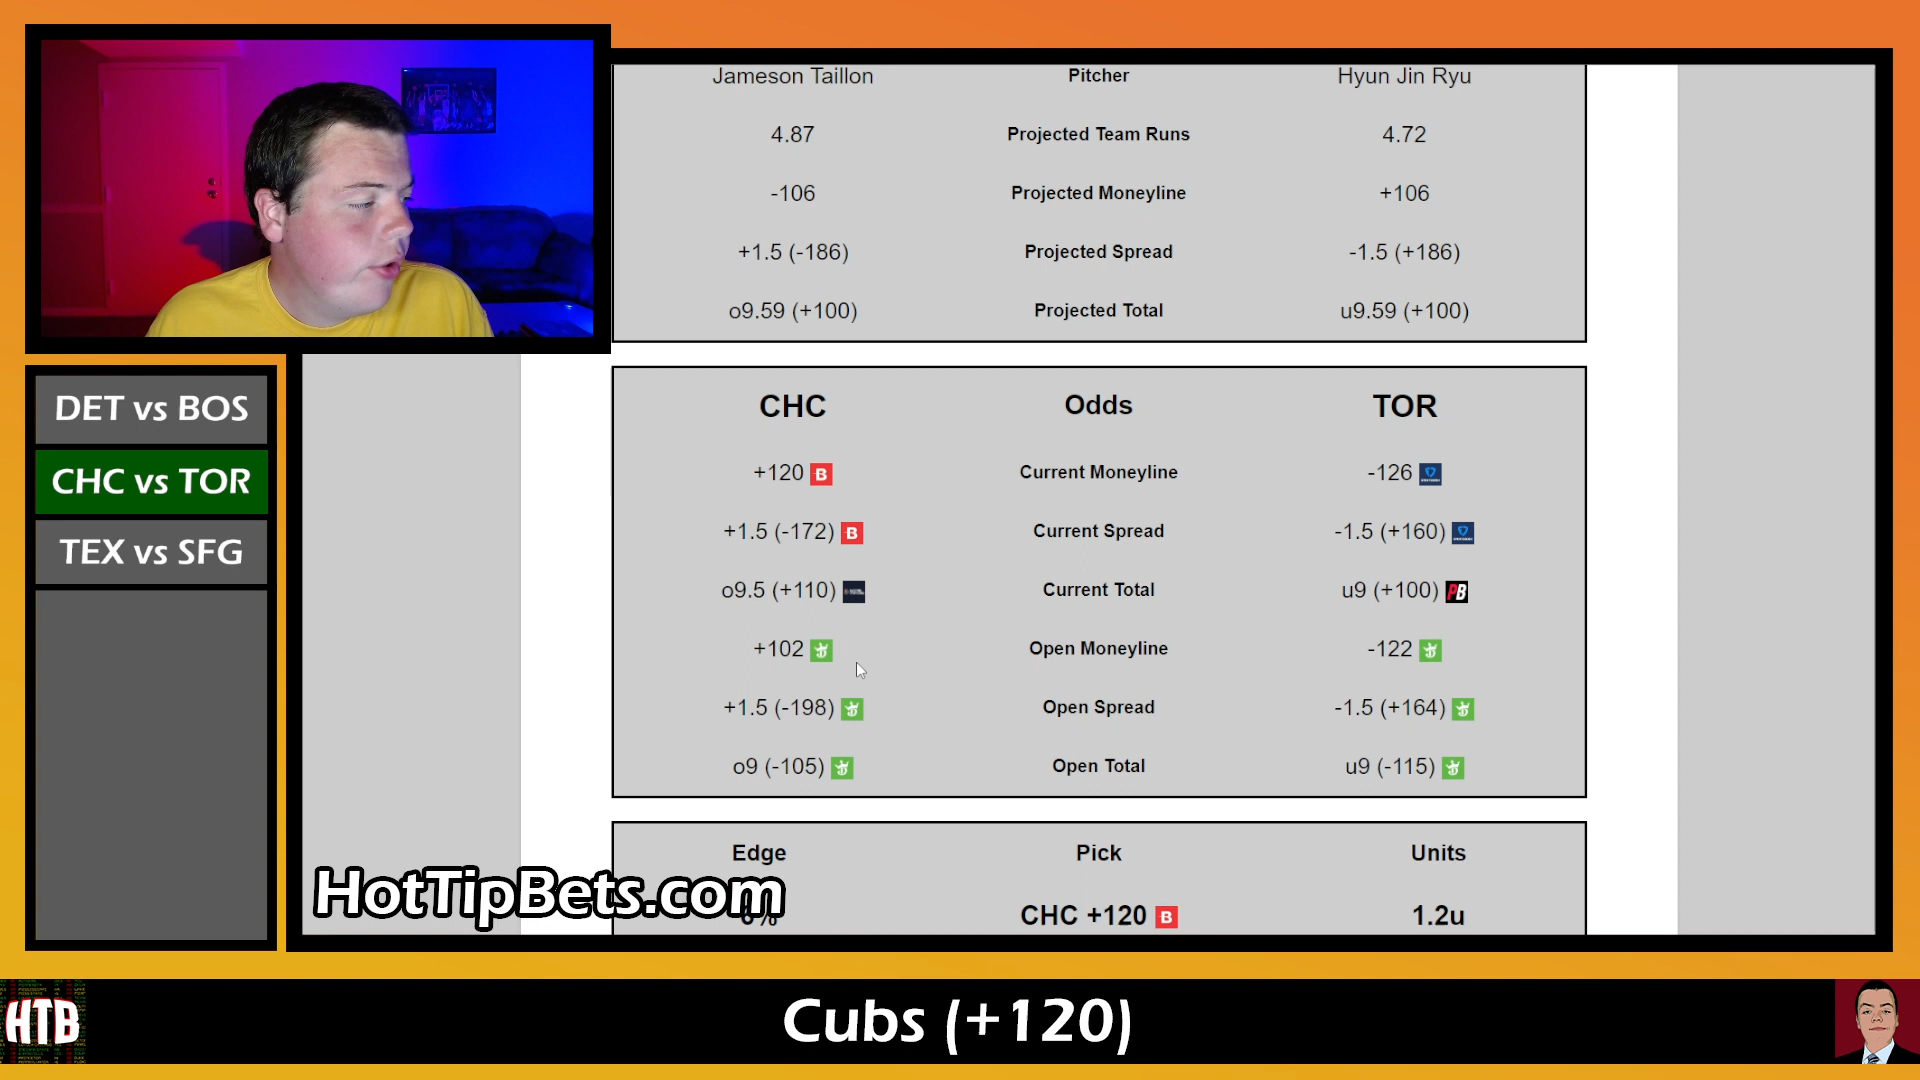 Jameson Taillon Pitcher Hyun Jin Ryu
4.87 Projected Team Runs 4.72
-106 Projected Moneyline +106
+1.5 (-186) Projected Spread -1.5 (+186)
o9.59 (+100) Projected Total u9.59 (+100)
DET vs BOS
CHC vs TOR
TEX vs SFG
CHC Odds TOR
+120 B Current Moneyline -126
+1.5 (-172) B Current Spread -1.5 (+160)
o9.5 (+110) Current Total u9 (+100) PB
+102 Open Moneyline -122
+1.5 (-198) Open Spread -1.5 (+164)
o9 (-105) Open Total u9 (-115)
Edge Pick Units
6% CHC +120 B 1.2u
HotTipBets.com
HTB
Cubs (+120)